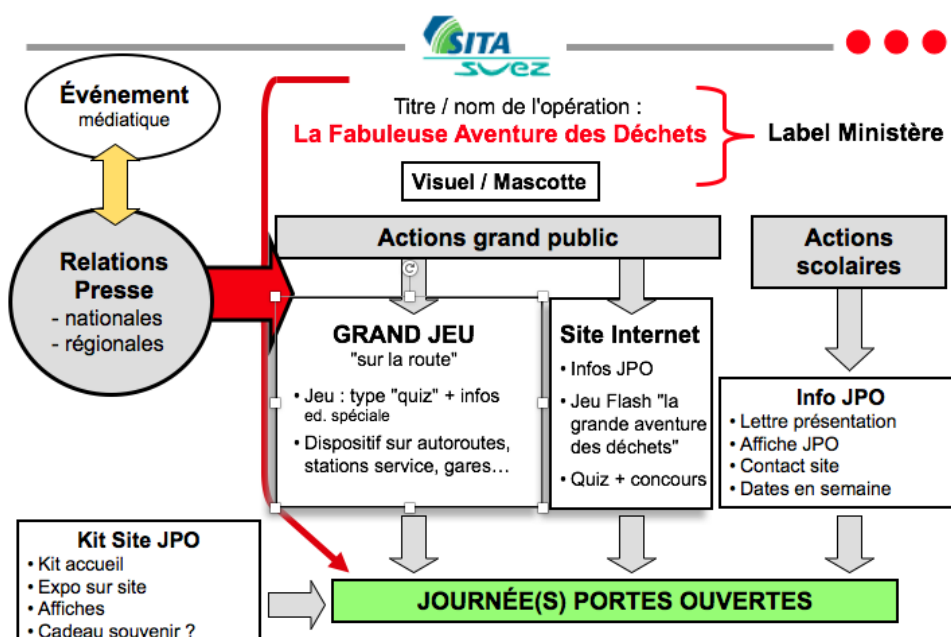 SITA
suez
Événement
médiatique
Titre / nom de l'opération :
La Fabuleuse Aventure des Déchets
Label Ministère
Visuel / Mascotte
Relations
Presse
- nationales
- régionales
Actions grand public
Actions
scolaires
GRAND JEU
"sur la route"
• Jeu : type "quiz" + infos
ed. spéciale
• Dispositif sur autoroutes,
stations service, gares…
Site Internet
• Infos JPO
• Jeu Flash "la
grande aventure
des déchets"
• Quiz + concours
Info JPO
• Lettre présentation
• Affiche JPO
• Contact site
• Dates en semaine
Kit Site JPO
• Kit accueil
• Expo sur site
• Affiches
• Cadeau souvenir ?
JOURNÉE(S) PORTES OUVERTES